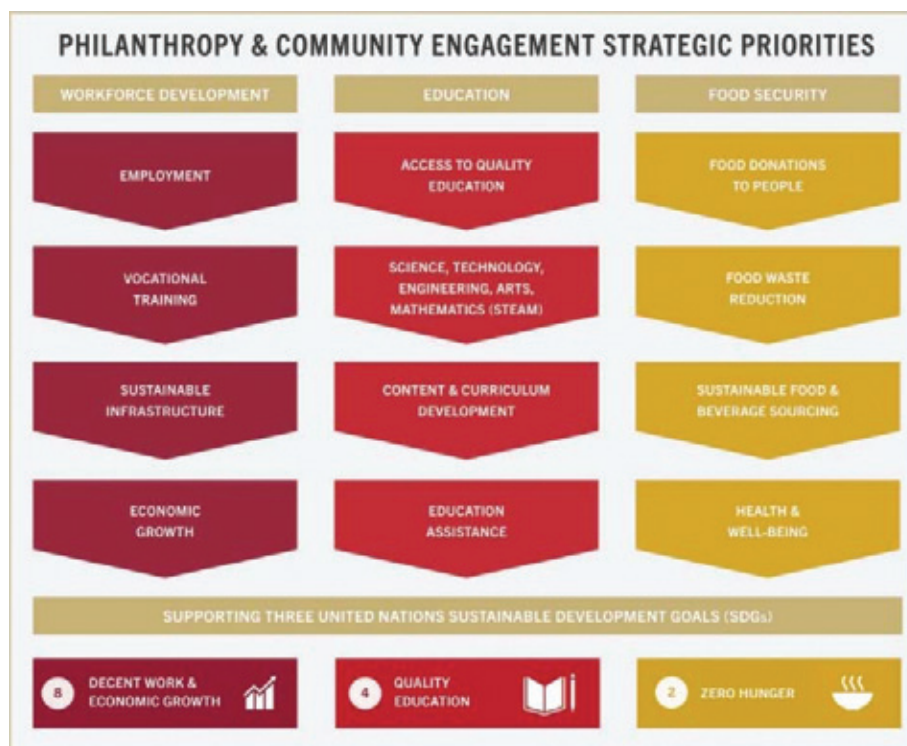 PHILANTHROPY & COMMUNITY ENGAGEMENT STRATEGIC PRIORITIES
WORKFORCE DEVELOPMENT
EDUCATION
FOOD SECURITY
EMPLOYMENT
ACCESS TO QUALITY
EDUCATION
FOOD DONATIONS
TO PEOPLE
VOCATIONAL
TRAINING
SCIENCE, TECHNOLOGY,
ENGINEERING, ARTS,
MATHEMATICS (STEAM)
FOOD WASTE
REDUCTION
SUSTAINABLE
INFRASTRUCTURE
CONTENT & CURRICULUM
DEVELOPMENT
SUSTAINABLE FOOD &
BEVERAGE SOURCING
ECONOMIC
GROWTH
EDUCATION
ASSISTANCE
HEALTH &
WELL-BEING
SUPPORTING THREE UNITED NATIONS SUSTAINABLE DEVELOPMENT GOALS (SDGs)
8
DECENT WORK &
ECONOMIC GROWTH
4
QUALITY
EDUCATION
2
ZERO HUNGER